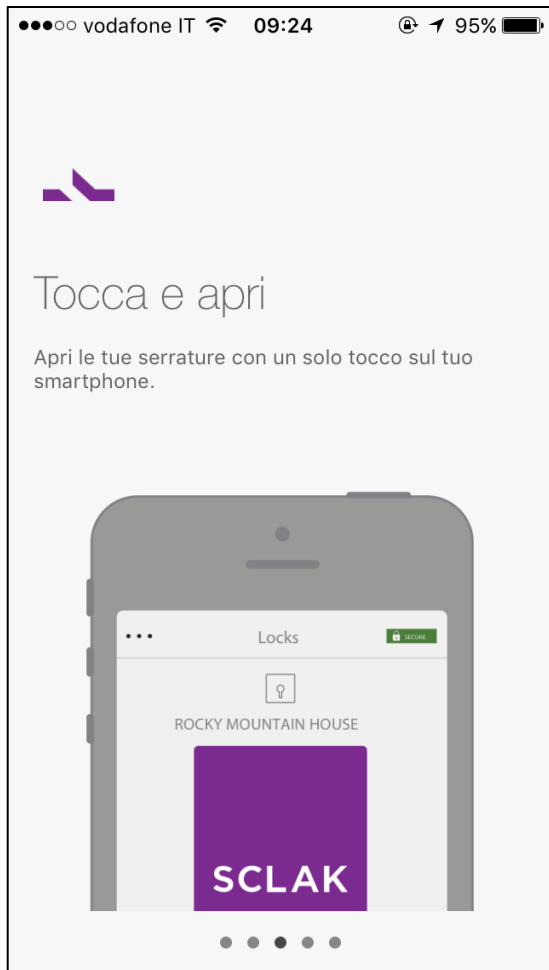 vodafone IT 09:24 95%
Tocca e apri
Apri le tue serrature con un solo tocco sul tuo
smartphone.
Locks SECURE
ROCKY MOUNTAIN HOUSE
SCLAK